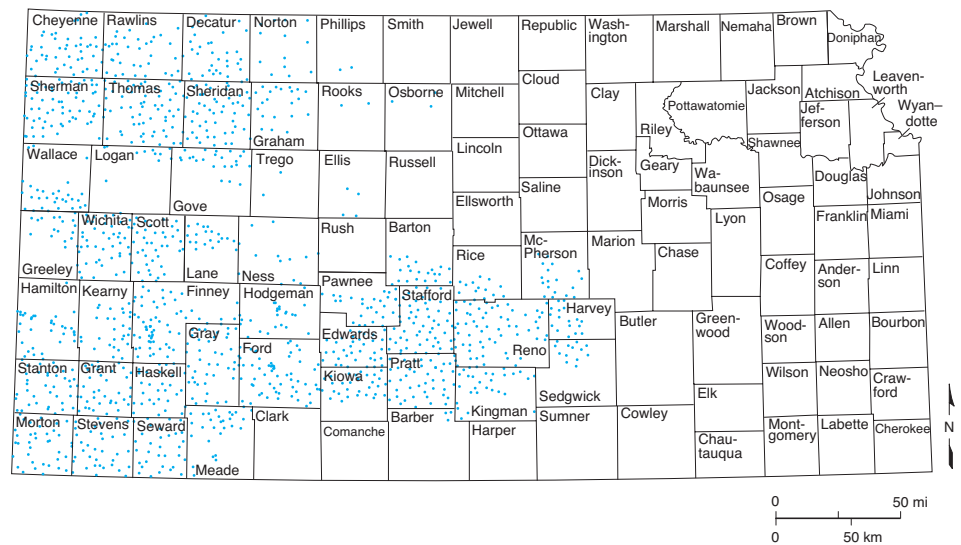 Cheyenne
Rawlins
Decatur
Norton
Phillips
Smith
Jewell
Republic
Wash-
ington
Marshall
Nemaha
Brown
Doniphan
Sherman
Thomas
Sheridan
Graham
Rooks
Osborne
Mitchell
Cloud
Clay
Riley
Pottawatomie
Jackson
Atchison
Jef-
ferson
Leaven-
worth
Wyan–
dotte
Wallace
Logan
Gove
Trego
Ellis
Russell
Lincoln
Ottawa
Dick-
inson
Geary
Wa-
baunsee
Shawnee
Douglas
Johnson
Greeley
Wichita
Scott
Lane
Ness
Rush
Barton
Ellsworth
Saline
Morris
Lyon
Osage
Franklin
Miami
Hamilton
Kearny
Finney
Hodgeman
Pawnee
Stafford
Rice
Mc-
Pherson
Marion
Chase
Coffey
Ander-
son
Linn
Gray
Ford
Edwards
Reno
Harvey
Butler
Green-
wood
Wood-
son
Allen
Bourbon
Stanton
Grant
Haskell
Kiowa
Pratt
Kingman
Sedgwick
Elk
Wilson
Neosho
Craw-
ford
Morton
Stevens
Seward
Meade
Clark
Comanche
Barber
Harper
Sumner
Cowley
Chau-
tauqua
Mont-
gomery
Labette
Cherokee
N
0
50 mi
0
50 km